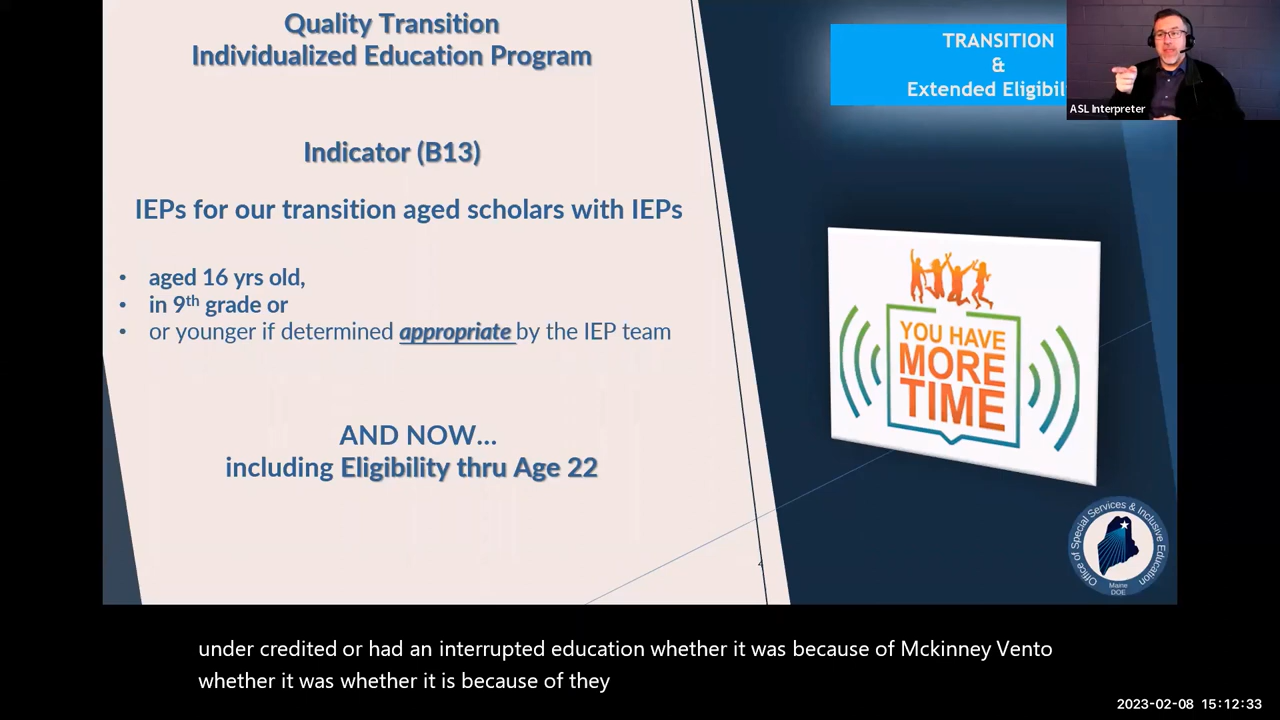 Quality Transition
Individualized Education Program
Indicator (B13)
IEPs for our transition aged scholars with IEPs
• aged 16 yrs old,
• in 9th grade or
• or younger if determined appropriate by the IEP team
AND NOW...
including Eligibility thru Age 22
TRANSITION
&
Extended Eligibil
ASL Interpreter
YOU HAVE
MORE
TIME
Office of Special Services & Inclusive Education
Maine
DOE
under credited or had an interrupted education whether it was because of Mckinney Vento
whether it was whether it is because of they
2023-02-08 15:12:33